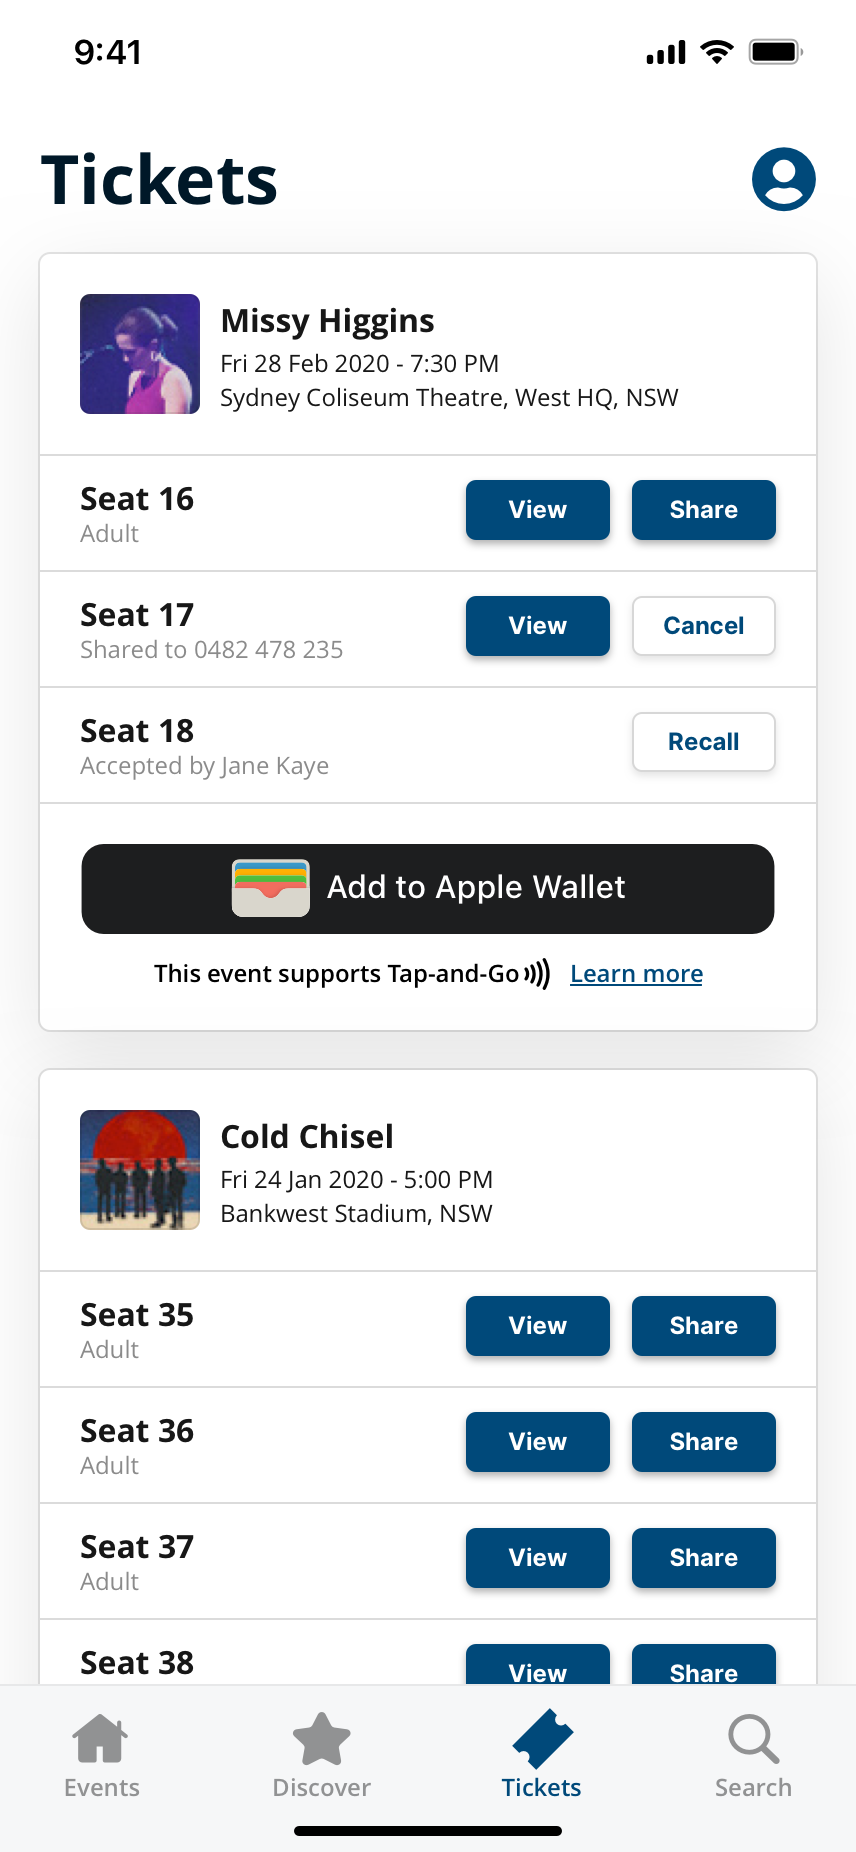 9:41
Tickets
Missy Higgins
Fri 28 Feb 2020 - 7:30 PM
Sydney Coliseum Theatre, West HQ, NSW
Seat 16
Adult
View
Share
Seat 17
Shared to 0482 478 235
View
Cancel
Seat 18
Accepted by Jane Kaye
Recall
Add to Apple Wallet
This event supports Tap-and-Go Learn more
Cold Chisel
Fri 24 Jan 2020 - 5:00 PM
Bankwest Stadium, NSW
Seat 35
Adult
View
Share
Seat 36
Adult
View
Share
Seat 37
Adult
View
Share
Seat 38
View
Share
Events
Discover
Tickets
Search